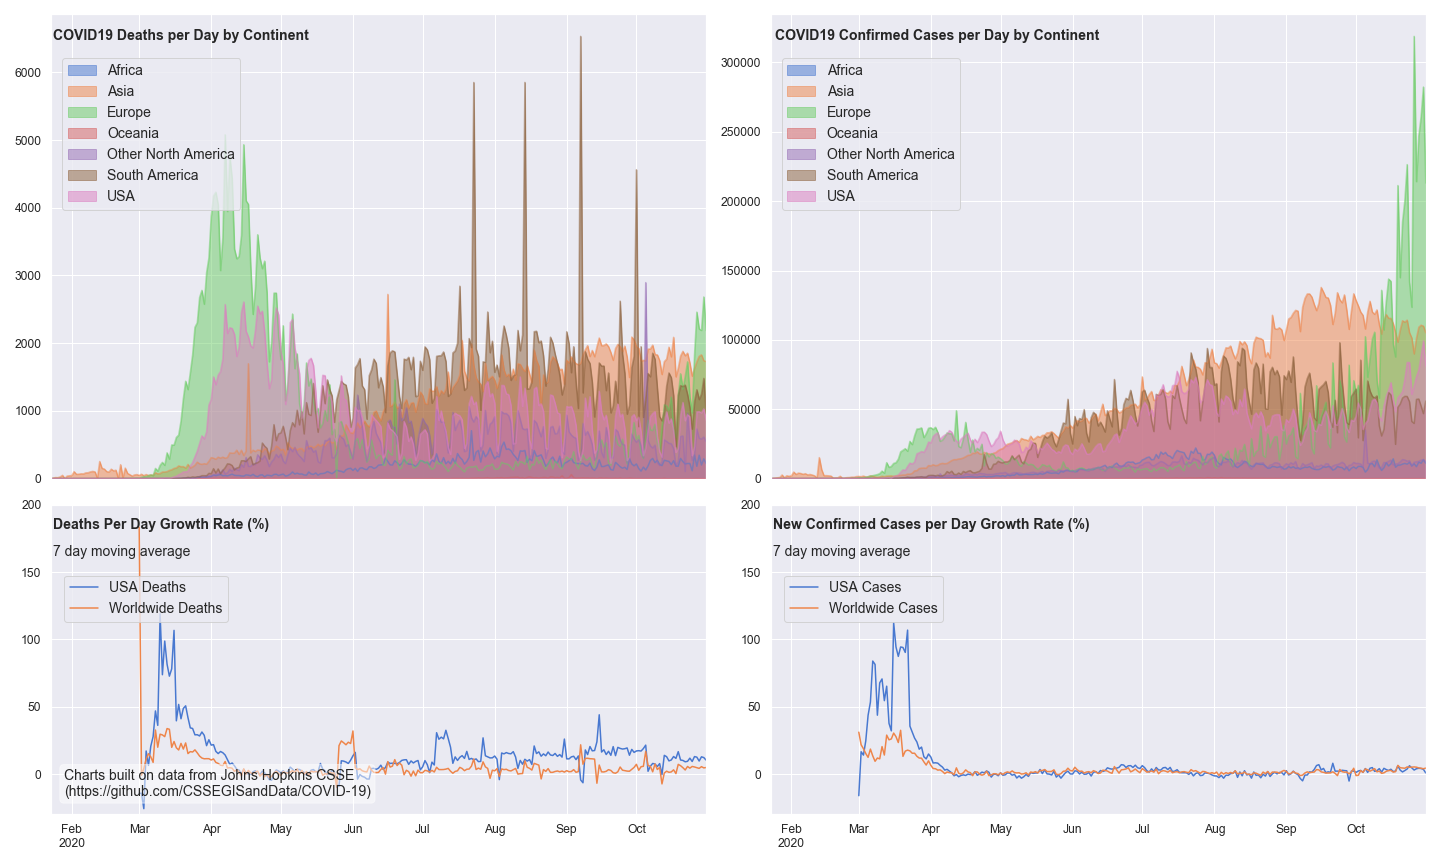 COVID19 Deaths per Day by Continent
Africa
Asia
Europe
Oceania
Other North America
South America
USA
6000
5000
4000
3000
2000
1000
0
COVID19 Confirmed Cases per Day by Continent
Africa
Asia
Europe
Oceania
Other North America
South America
USA
300000
250000
200000
150000
100000
50000
0
Deaths Per Day Growth Rate (%)
7 day moving average
USA Deaths
Worldwide Deaths
200
150
100
50
0
Charts built on data from Johns Hopkins CSSE
(https://github.com/CSSEGISandData/COVID-19)
Feb Mar Apr May Jun Jul Aug Sep Oct
2020
New Confirmed Cases per Day Growth Rate (%)
7 day moving average
USA Cases
Worldwide Cases
200
150
100
50
0
Feb Mar Apr May Jun Jul Aug Sep Oct
2020